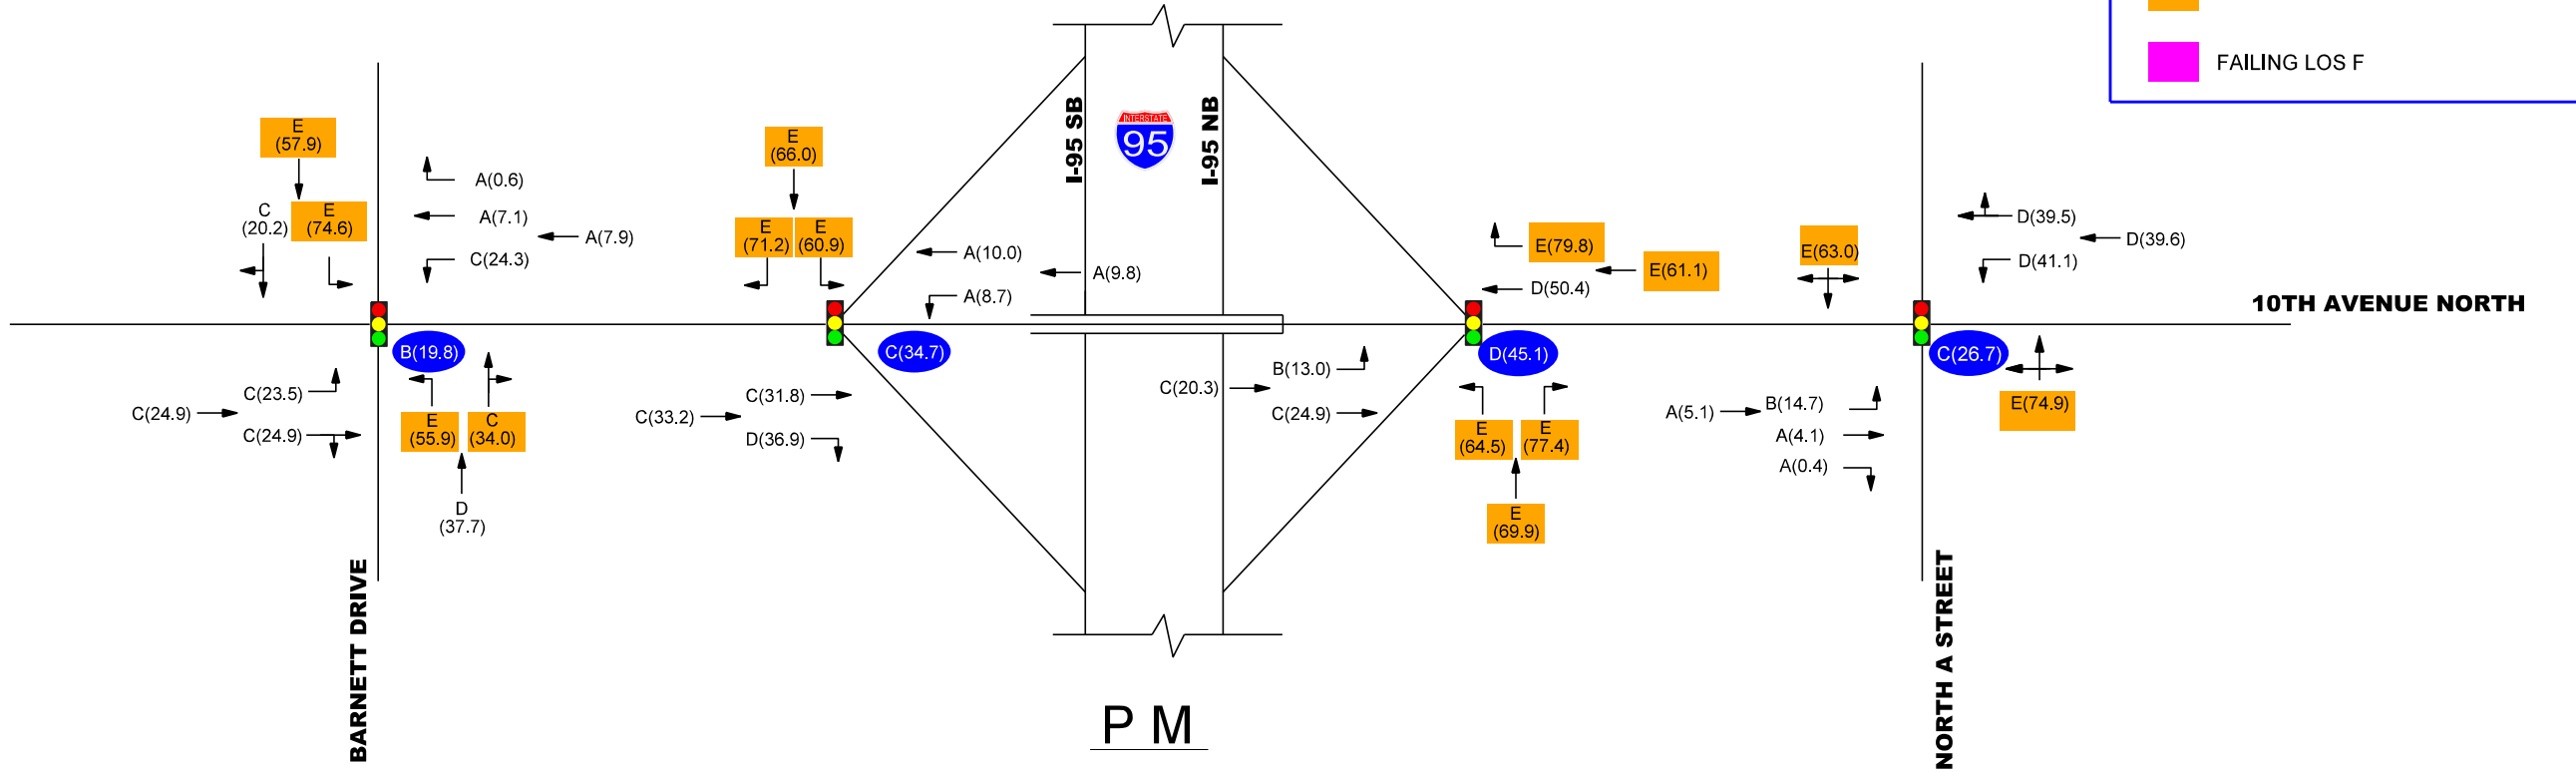 FAILING LOS F
I-95 SB
INTERSTATE
95
I-95 NB
E
(57.9)
C
(20.2)
E
(74.6)
A(0.6)
A(7.1)
A(7.9)
C(24.3)
E
(66.0)
E
(71.2)
E
(60.9)
A(10.0)
A(9.8)
A(8.7)
E(79.8)
E(61.1)
D(50.4)
E(63.0)
D(39.5)
D(39.6)
D(41.1)
10TH AVENUE NORTH
B(19.8)
C(34.7)
D(45.1)
C(26.7)
C(23.5)
C(24.9)
C(24.9)
E
(55.9)
C
(34.0)
D
(37.7)
C(31.8)
C(33.2)
D(36.9)
B(13.0)
C(20.3)
C(24.9)
E
(64.5)
E
(77.4)
E
(69.9)
A(5.1)
B(14.7)
A(4.1)
A(0.4)
E(74.9)
BARNETT DRIVE
NORTH A STREET
PM